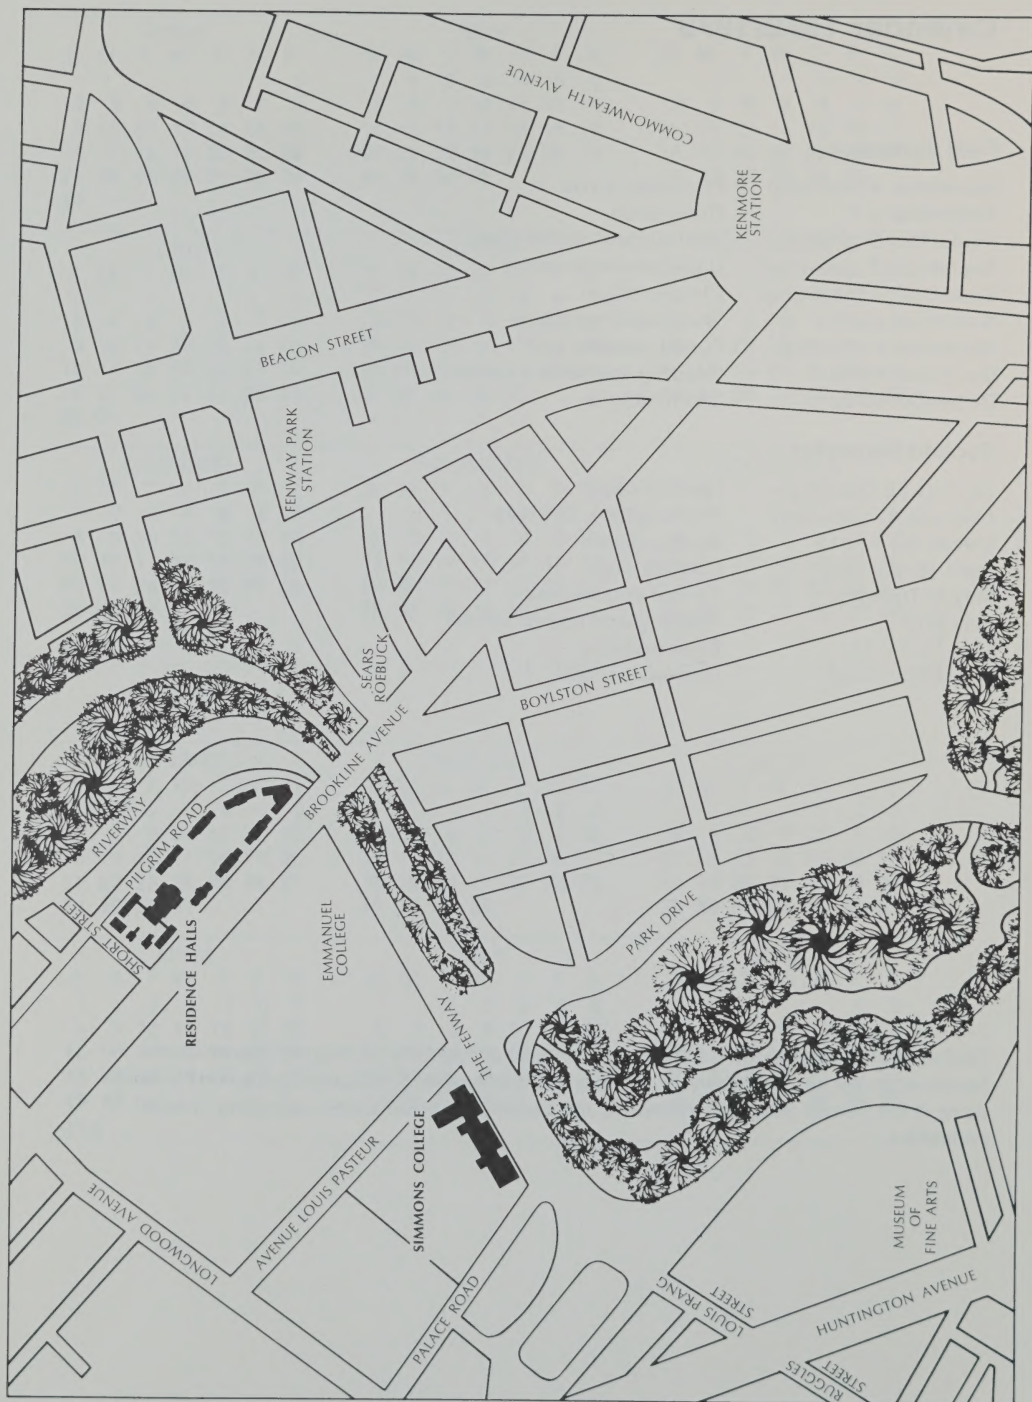 COMMONWEALTH AVENUE
KENMORE
STATION
BEACON STREET
FENWAY PARK
STATION
SEARS
ROEBUCK
BOYLSTON STREET
BROOKLINE AVENUE
RIVERWAY
PILGRIM ROAD
SHORT STREET
RESIDENCE HALLS
EMMANUEL
COLLEGE
PARK DRIVE
THE FENWAY
SIMMONS COLLEGE
AVENUE LOUIS PASTEUR
LONGWOOD AVENUE
PALACE ROAD
LOUIS PRANG
STREET
MUSEUM
OF
FINE ARTS
HUNTINGTON AVENUE
RUGGLES
STREET